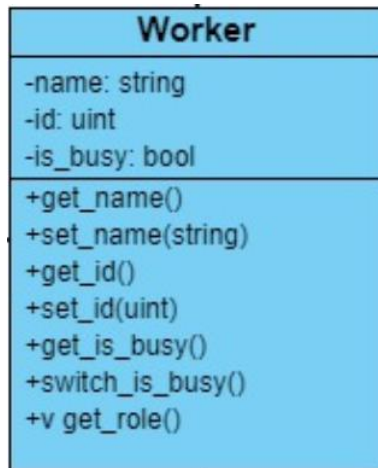 Worker
-name: string
-id: uint
-is_busy: bool
+get_name()
+set_name(string)
+get_id()
+set_id(uint)
+get_is_busy()
+switch_is_busy()
+v get_role()